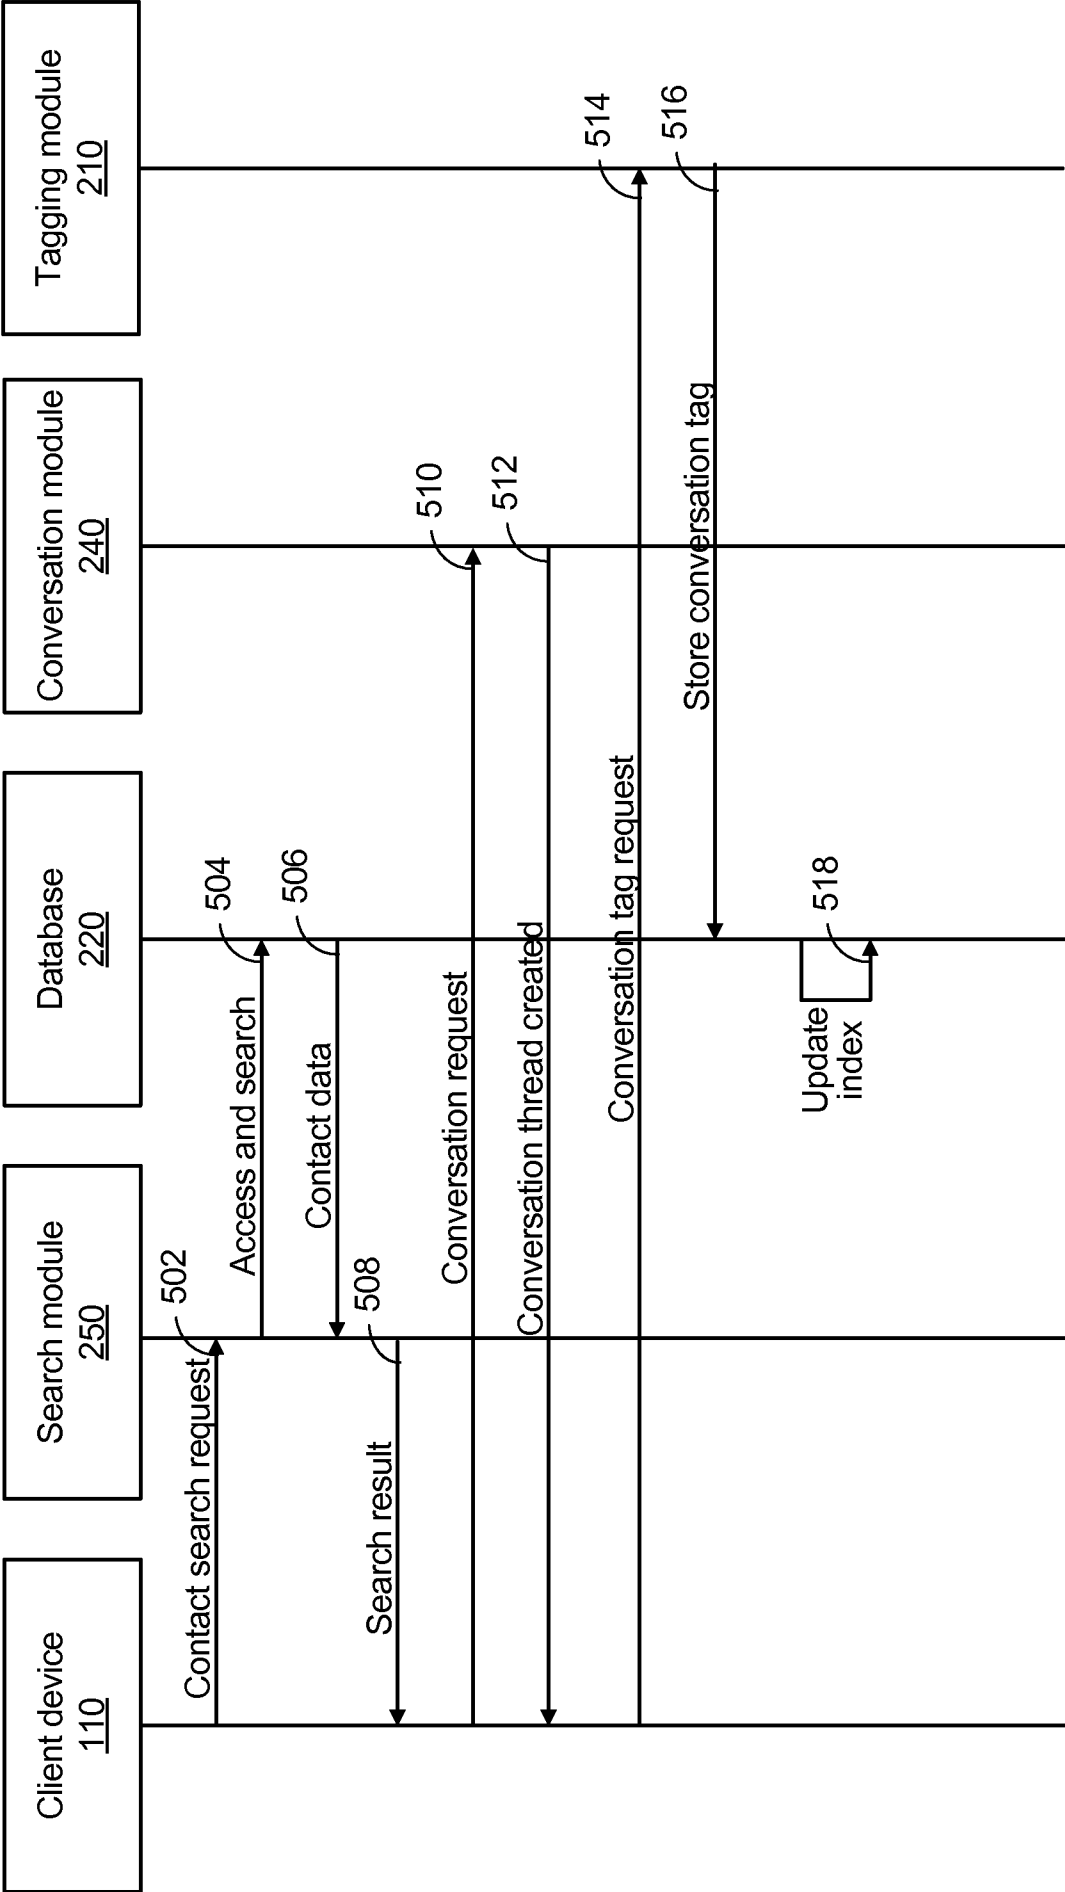 Client device
110
Search module
250
Database
220
Conversation module
240
Tagging module
210
Contact search request
502
Access and search
504
Contact data
506
Search result
508
Conversation request
510
Conversation thread created
512
Conversation tag request
514
Store conversation tag
516
Update
index
518